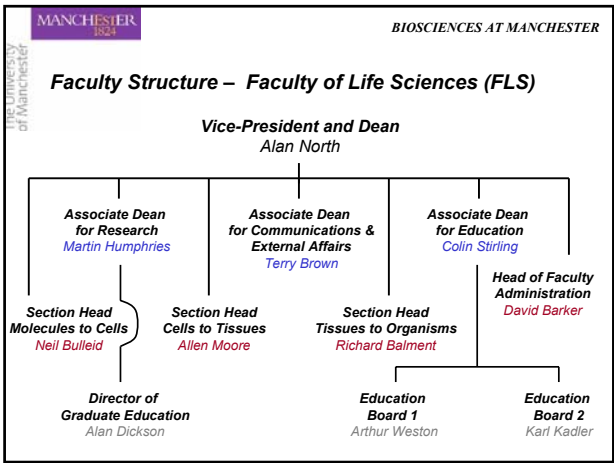 MANCHESTER
1824
The University
of Manchester
BIOSCIENCES AT MANCHESTER
Faculty Structure – Faculty of Life Sciences (FLS)
Vice-President and Dean
Alan North
Associate Dean
for Research
Martin Humphries
Associate Dean
for Communications &
External Affairs
Terry Brown
Associate Dean
for Education
Colin Stirling
Head of Faculty
Administration
David Barker
Section Head
Molecules to Cells
Neil Bulleid
Section Head
Cells to Tissues
Allen Moore
Section Head
Tissues to Organisms
Richard Balment
Director of
Graduate Education
Alan Dickson
Education
Board 1
Arthur Weston
Education
Board 2
Karl Kadler